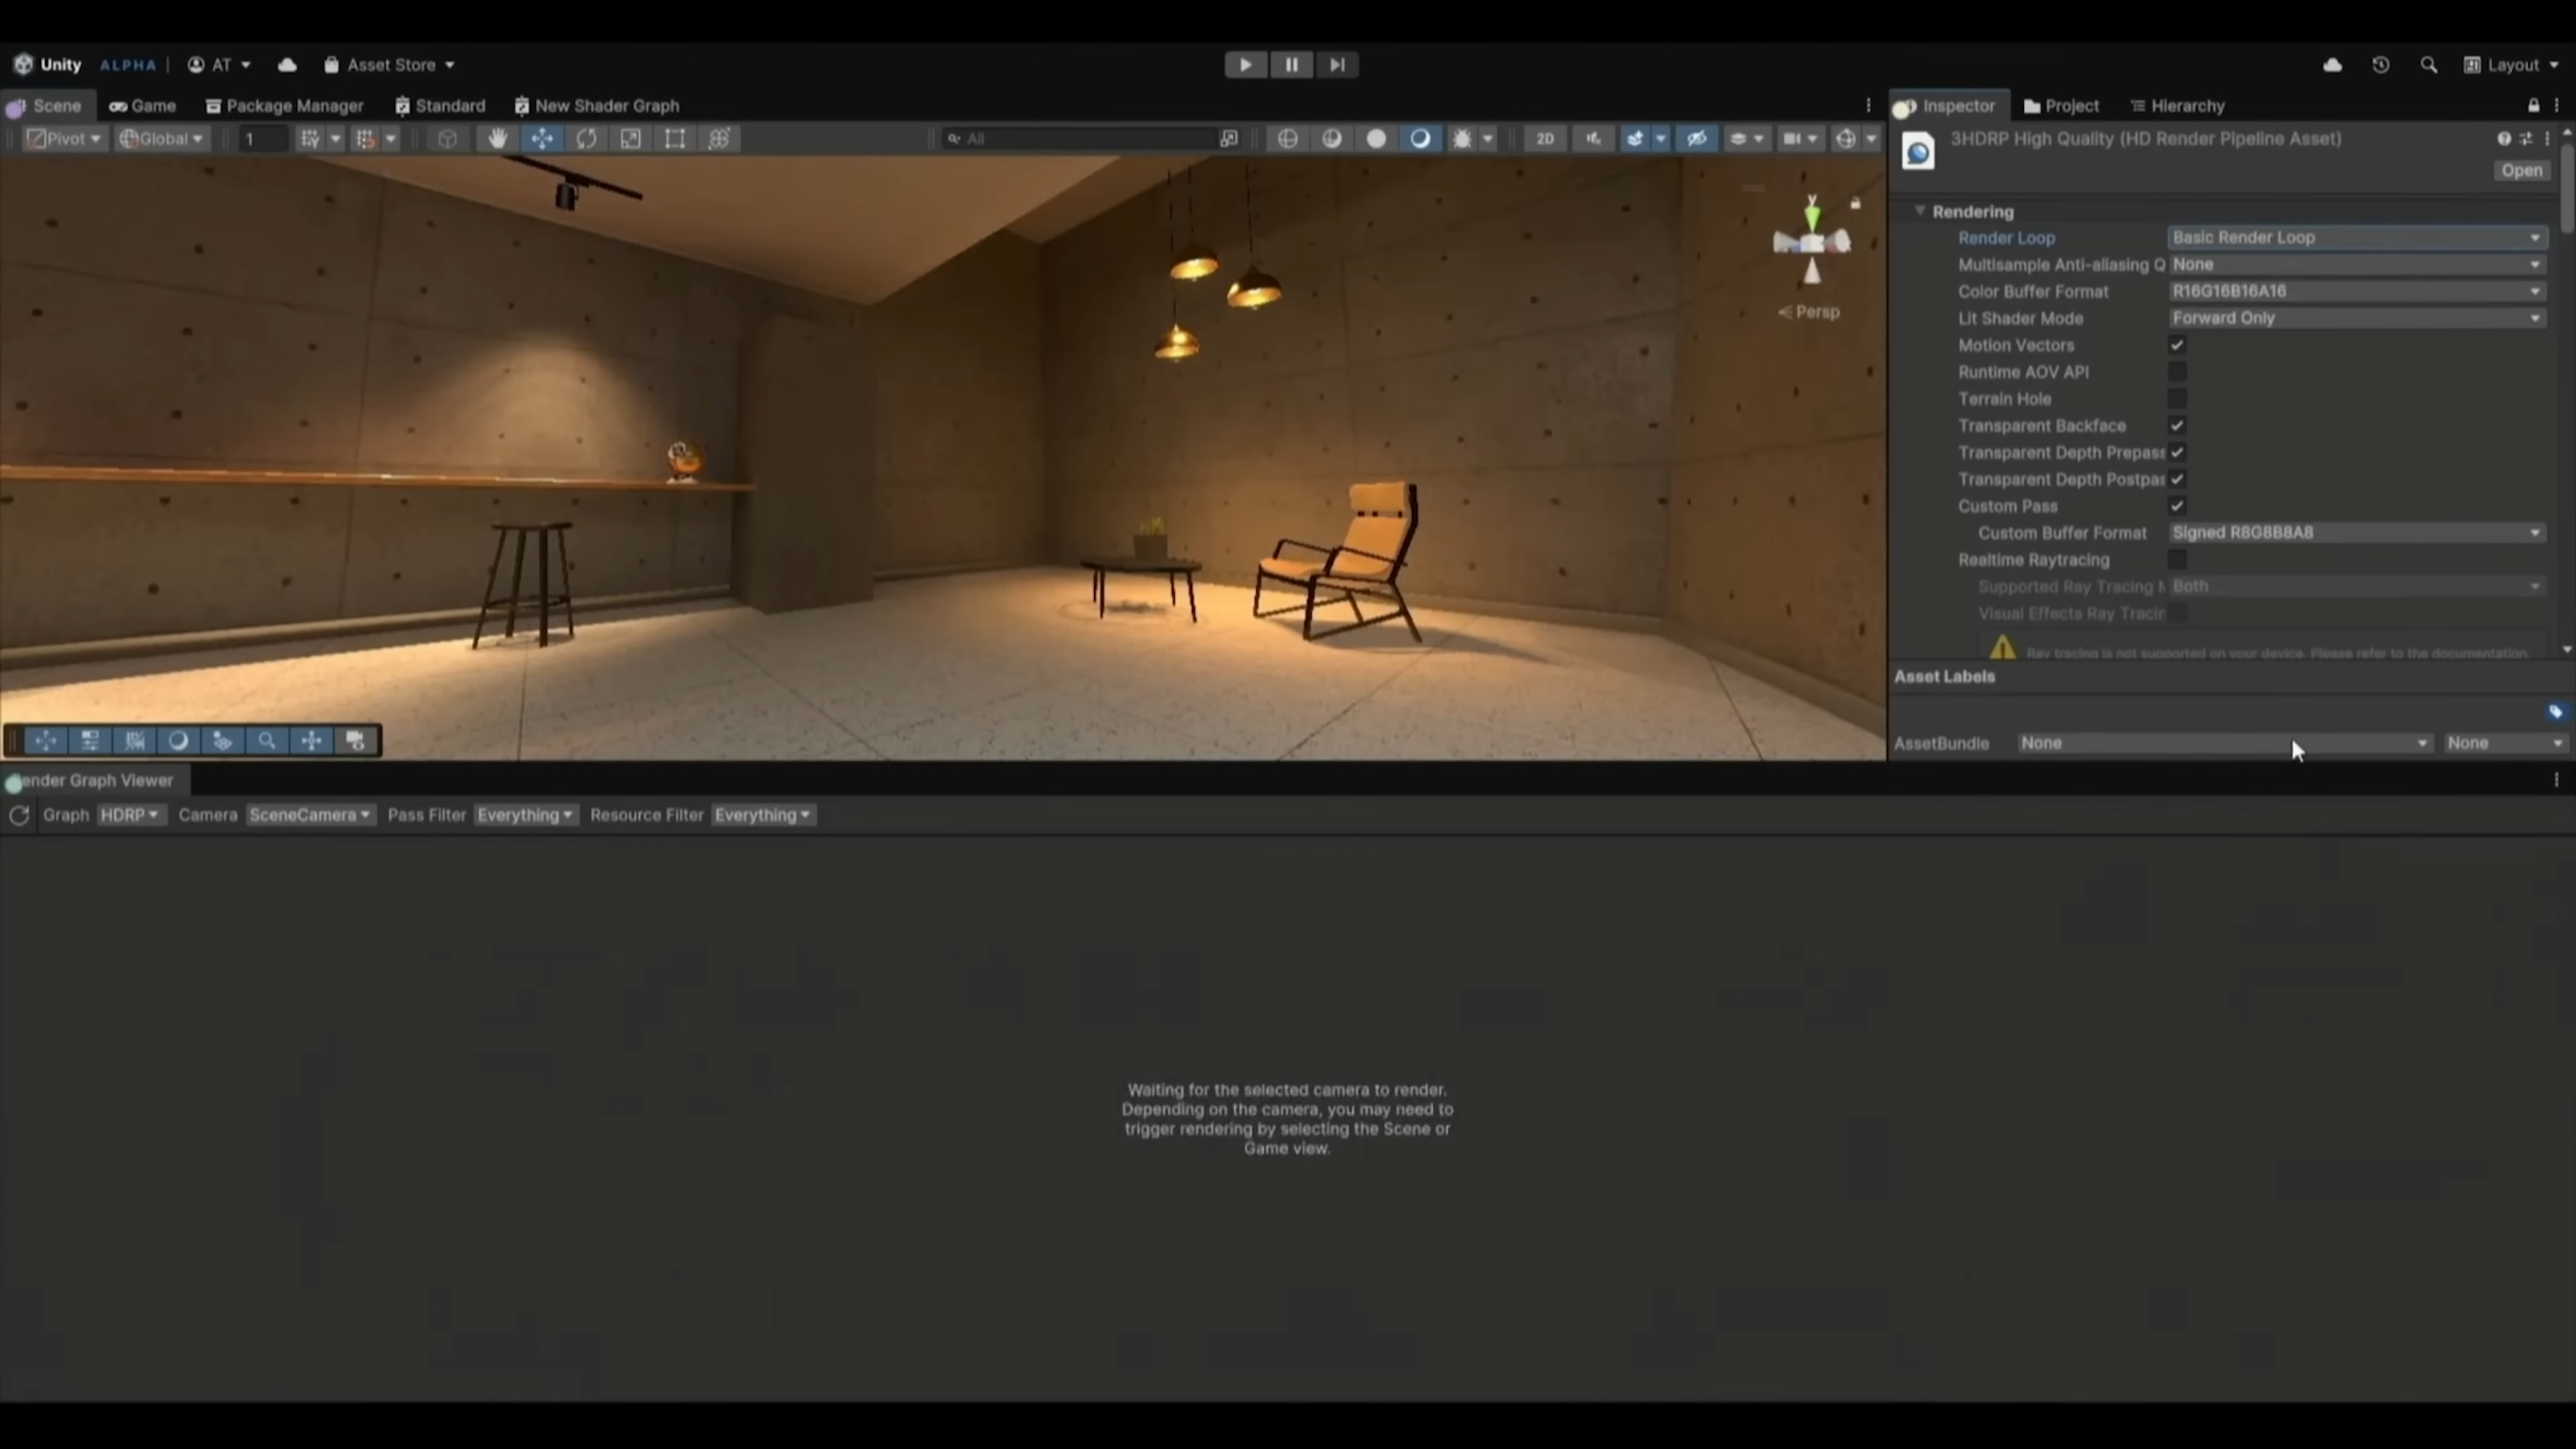 Unity ALPHA AT Asset Store Layout
Scene Game Package Manager Standard New Shader Graph
Pivot Global 1 All 2D
y
Persp
Inspector Project Hierarchy
3HDRP High Quality (HD Render Pipeline Asset)
Open
Rendering
Render Loop Basic Render Loop
Multisample Anti-aliasing Q None
Color Buffer Format R16G16B16A16
Lit Shader Mode Forward Only
Motion Vectors
Runtime AOV API
Terrain Hole
Transparent Backface
Transparent Depth Prepass
Transparent Depth Postpas
Custom Pass
Custom Buffer Format Signed R8G8B8A8
Realtime Raytracing
Supported Ray Tracing M Both
Visual Effects Ray Tracin
Ray tracing is not supported on your device. Please refer to the documentation.
Asset Labels
AssetBundle None None
ender Graph Viewer
Graph HDRP Camera SceneCamera Pass Filter Everything Resource Filter Everything
Waiting for the selected camera to render.
Depending on the camera, you may need to
trigger rendering by selecting the Scene or
Game view.